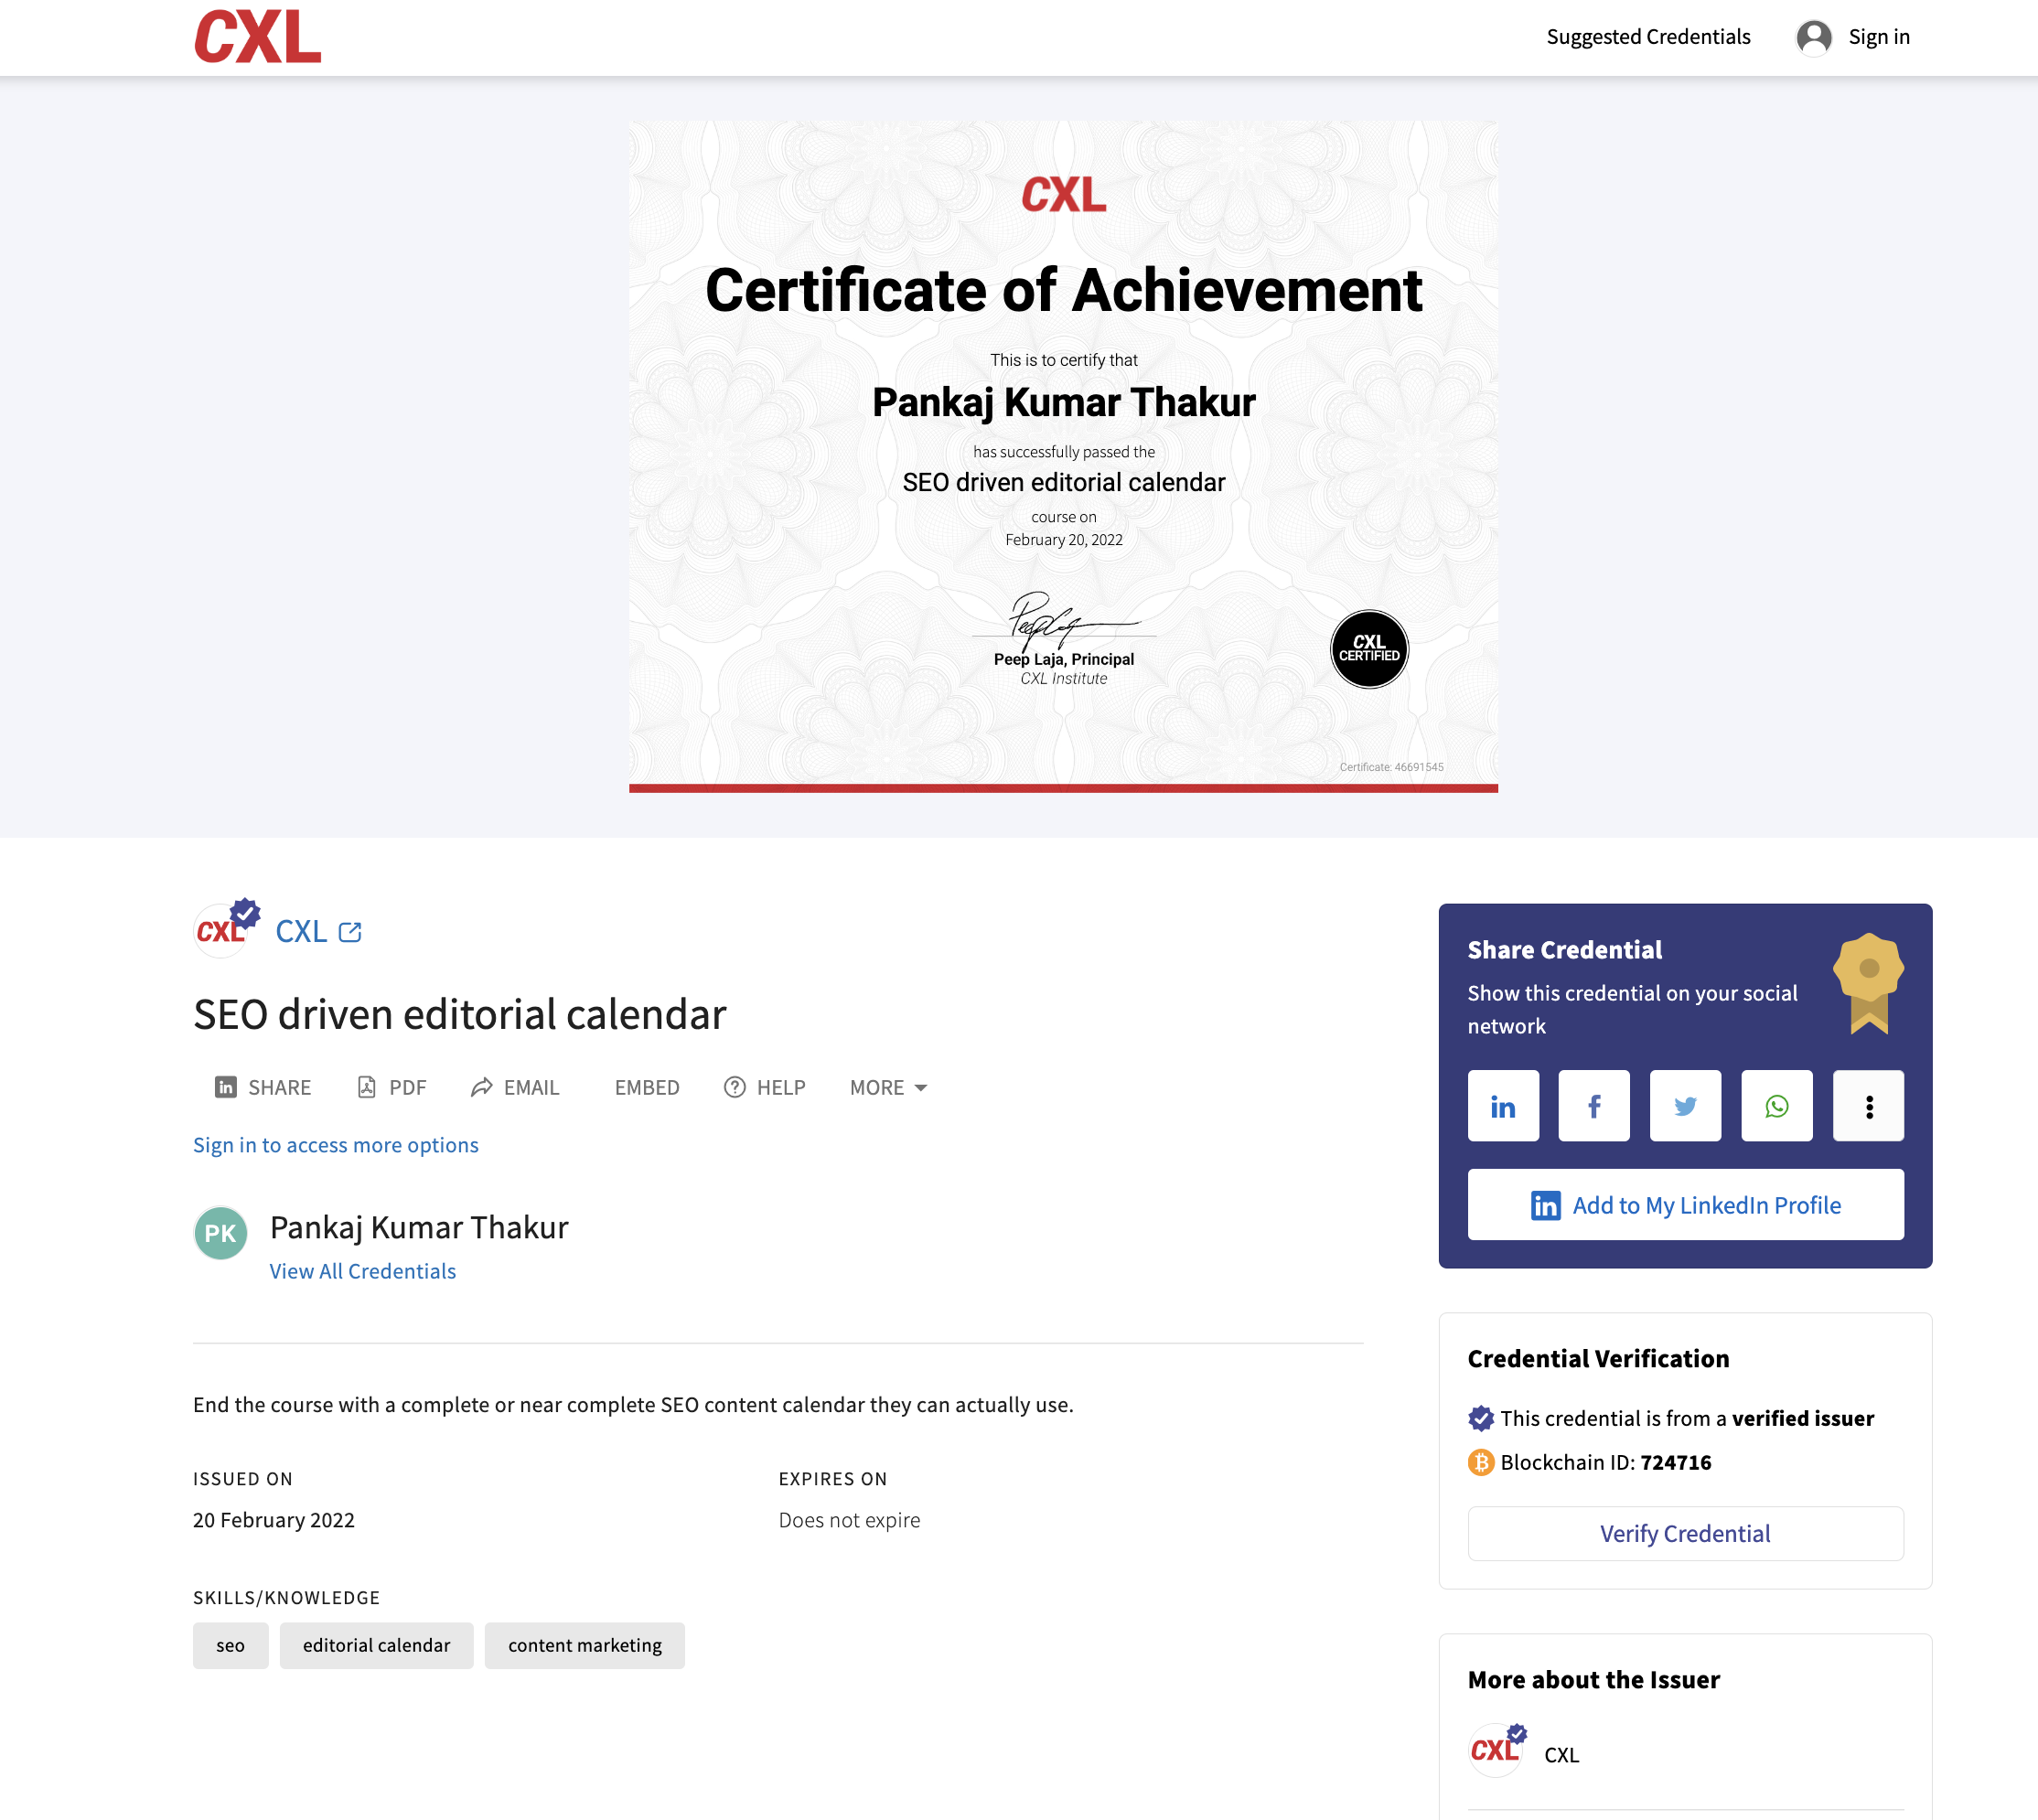 CXL
Suggested Credentials
Sign in
CXL
Certificate of Achievement
This is to certify that
Pankaj Kumar Thakur
has successfully passed the
SEO driven editorial calendar
course on
February 20, 2022
Peep Laja, Principal
CXL Institute
CXL
CERTIFIED
Certificate: 46691545
CXL
CXL
SEO driven editorial calendar
SHARE
PDF
EMAIL
EMBED
HELP
MORE
Sign in to access more options
PK
Pankaj Kumar Thakur
View All Credentials
End the course with a complete or near complete SEO content calendar they can actually use.
ISSUED ON
20 February 2022
EXPIRES ON
Does not expire
SKILLS/KNOWLEDGE
seo
editorial calendar
content marketing
Share Credential
Show this credential on your social
network
Add to My LinkedIn Profile
Credential Verification
This credential is from a verified issuer
Blockchain ID: 724716
Verify Credential
More about the Issuer
CXL
CXL